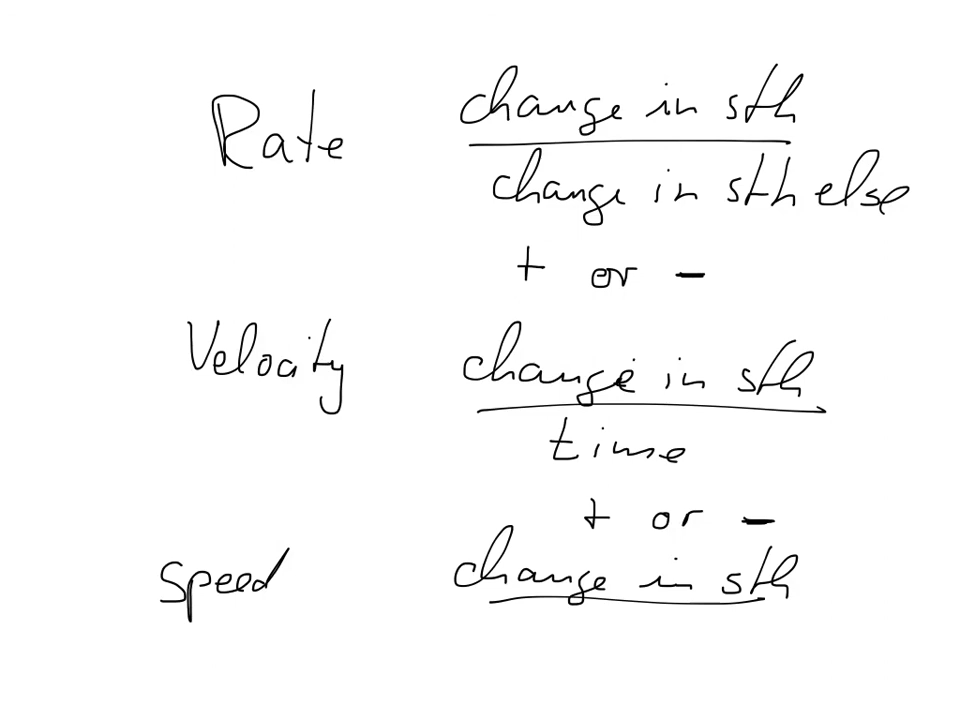 Rate change in sth
change in sth else
+ or -
Velocity change in sth
time
+ or -
Speed change in sth